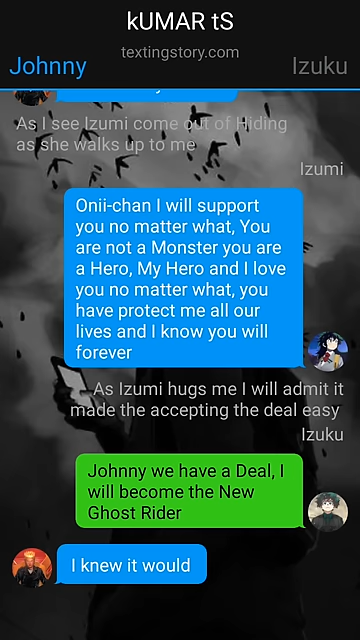 kUMAR tS
textingstory.com
Johnny
Izuku
As I see Izumi come out of Hiding
as she walks up to me
Izumi
Onii-chan I will support
you no matter what, You
are not a Monster you are
a Hero, My Hero and I love
you no matter what, you
have protect me all our
lives and I know you will
forever
As Izumi hugs me I will admit it
made the accepting the deal easy
Izuku
Johnny we have a Deal, I
will become the New
Ghost Rider
I knew it would